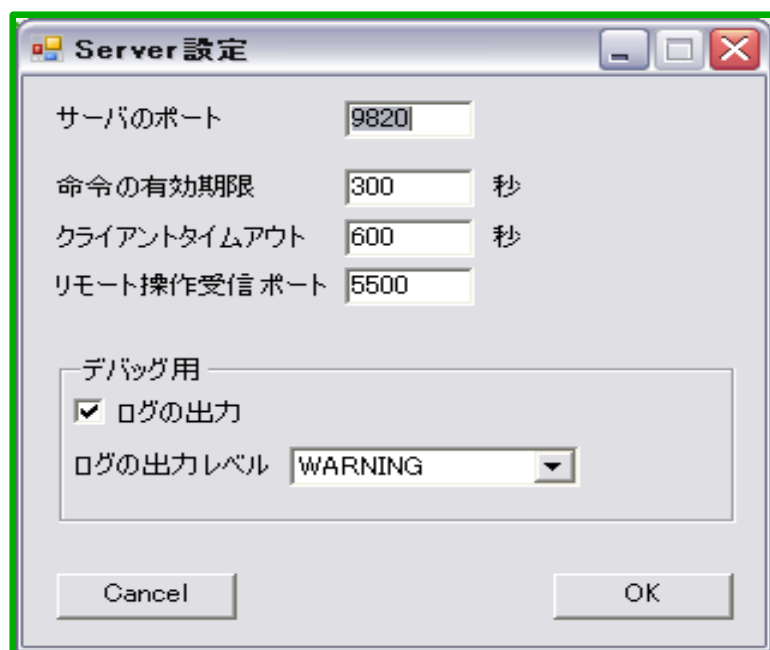 Server設定
サーバのポート 9820
命令の有効期限 300 秒
クライアントタイムアウト 600 秒
リモート操作受信ポート 5500
デバッグ用
ログの出力
ログの出力レベル WARNING
Cancel OK